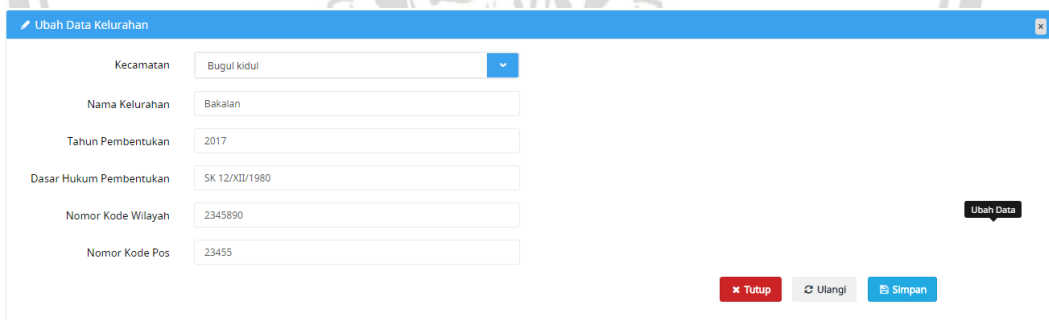 Ubah Data Kelurahan
x
Kecamatan Bugul kidul
Nama Kelurahan Bakalan
Tahun Pembentukan 2017
Dasar Hukum Pembentukan SK 12/XII/1980
Nomor Kode Wilayah 2345890
Ubah Data
Nomor Kode Pos 23455
Tutup Ulangi Simpan